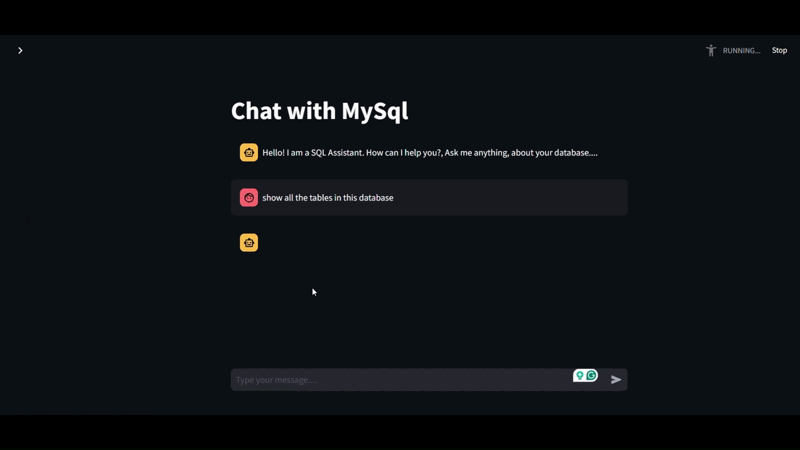 RUNNING...
Stop
Chat with MySql
Hello! I am a SQL Assistant. How can I help you?, Ask me anything, about your database....
show all the tables in this database
Type your message....